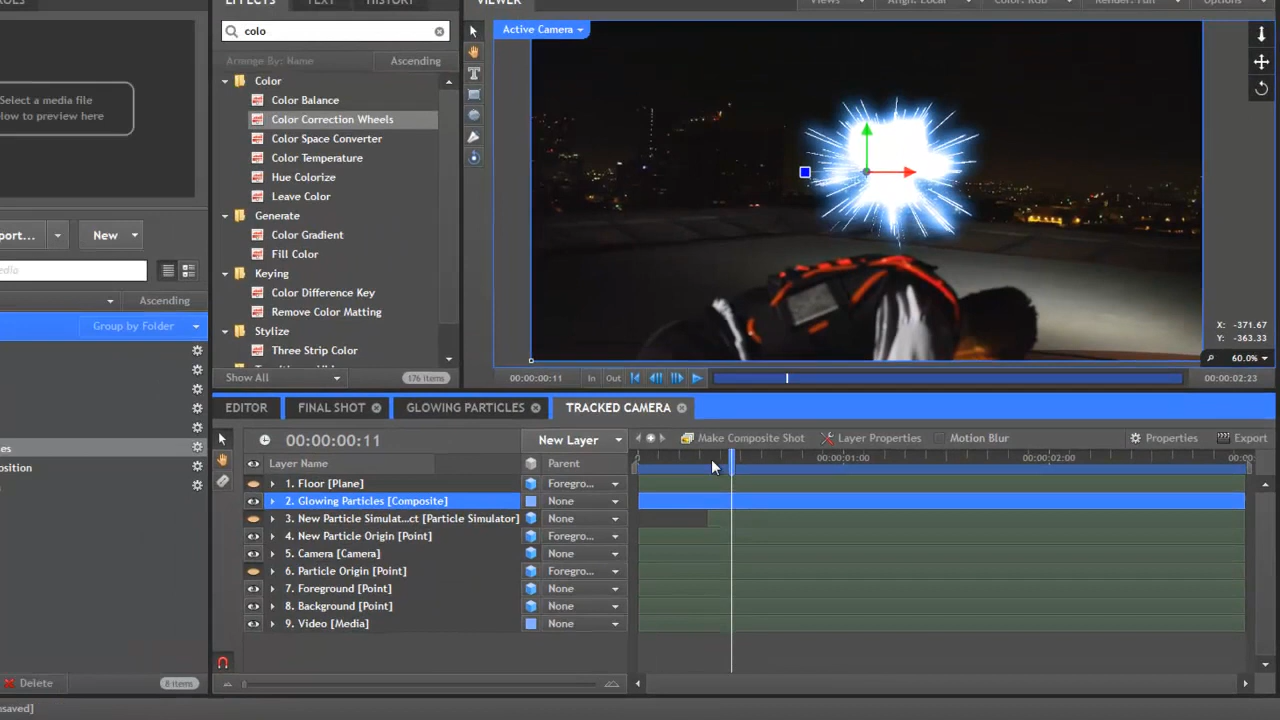 EFFECTS TEXT HISTORY
VIEWER
colo
Active Camera
Arrange By: Name Ascending
Color
Color Balance
Color Correction Wheels
Color Space Converter
Color Temperature
Hue Colorize
Leave Color
Generate
Color Gradient
Fill Color
Keying
Color Difference Key
Remove Color Matting
Stylize
Three Strip Color
Show All 176 items
Select a media file
low to preview here
port... New
edia
Ascending
Group by Folder
es
osition
Delete 8 items
nsaved]
X: -371.67
Y: -363.33
60.0%
00:00:00:11 In Out 00:00:02:23
EDITOR FINAL SHOT GLOWING PARTICLES TRACKED CAMERA
00:00:00:11 New Layer Make Composite Shot Layer Properties Motion Blur Properties Export
Layer Name Parent 0 00:00:01:00 00:00:02:00 00:00
1. Floor [Plane] Foregro...
2. Glowing Particles [Composite] None
3. New Particle Simulat...ct [Particle Simulator] None
4. New Particle Origin [Point] Foregro...
5. Camera [Camera] None
6. Particle Origin [Point] Foregro...
7. Foreground [Point] None
8. Background [Point] None
9. Video [Media] None